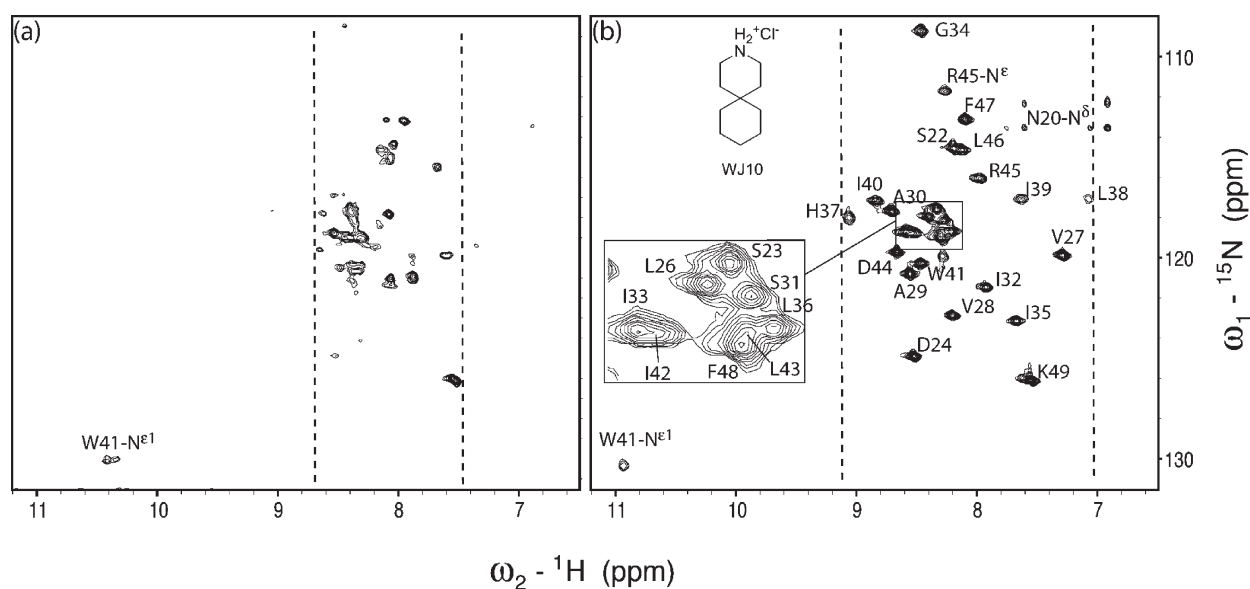 (a)
W41-Nε1
11 10 9 8 7
(b)
H2+Cl-
N
WJ10
G34
R45-Nε
F47
N20-Nδ
S22
L46
R45
I40
A30
I39
L38
H37
V27
D44
W41
A29
I32
V28
I35
D24
K49
S23
L26
S31
I33
L36
I42
F48
L43
W41-Nε1
11 10 9 8 7
110
120
130
ω1 - 15N (ppm)
ω2 - 1H (ppm)